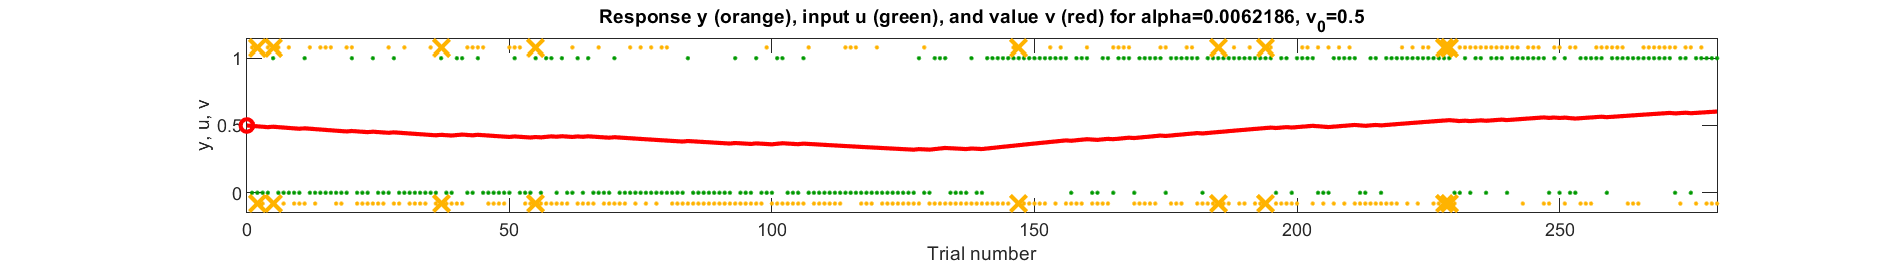 Response y (orange), input u (green), and value v (red) for alpha=0.0062186, v0=0.5
1
0.5
0
y, u, v
0 50 100 150 200 250
Trial number